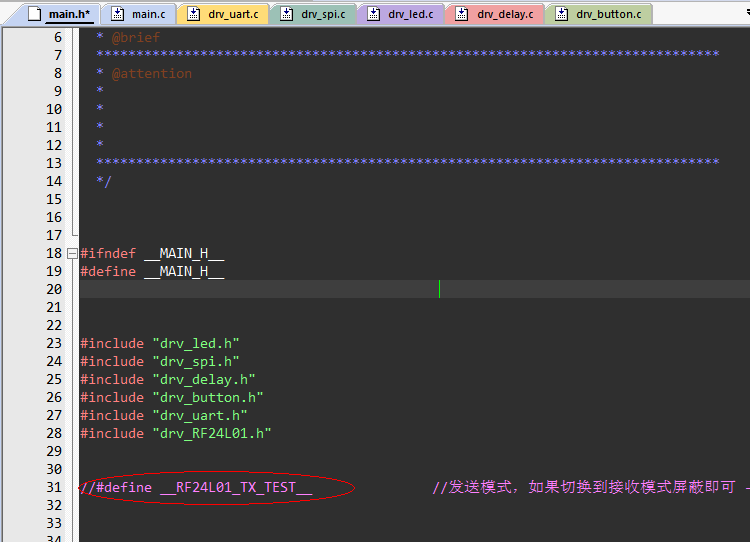 main.h* main.c drv_uart.c drv_spi.c drv_led.c drv_delay.c drv_button.c
6 * @brief
7 ******************************************************************************
8 * @attention
9 *
10 *
11 *
12 *
13 ******************************************************************************
14 */
15
16
17
18 #ifndef __MAIN_H__
19 #define __MAIN_H__
20
21
22
23 #include "drv_led.h"
24 #include "drv_spi.h"
25 #include "drv_delay.h"
26 #include "drv_button.h"
27 #include "drv_uart.h"
28 #include "drv_RF24L01.h"
29
30
31 //#define __RF24L01_TX_TEST__ //发送模式，如果切换到接收模式屏蔽即可 -
32
33
34